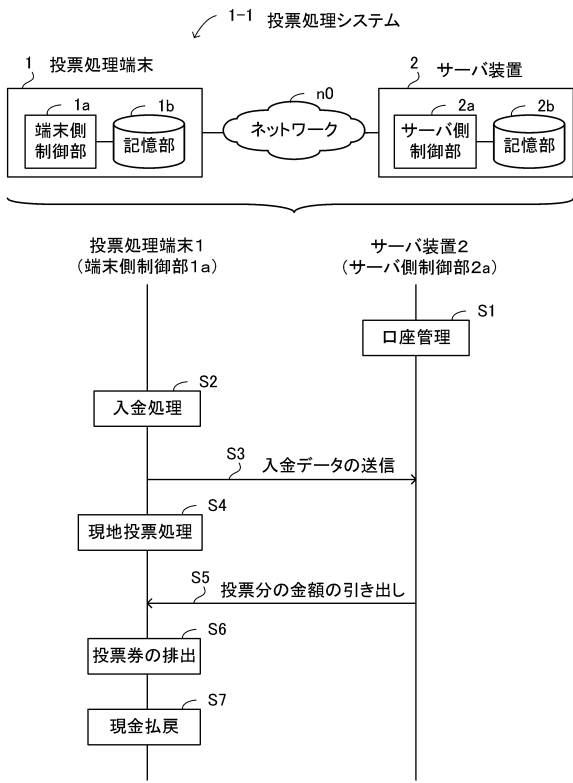 1-1 投票処理システム
1 投票処理端末
1a
端末側
制御部
1b
記憶部
n0
ネットワーク
2 サーバ装置
2a
サーバ側
制御部
2b
記憶部
投票処理端末1
（端末側制御部1a）
サーバ装置2
（サーバ側制御部2a）
S1
口座管理
S2
入金処理
S3
入金データの送信
S4
現地投票処理
S5
投票分の金額の引き出し
S6
投票券の排出
S7
現金払戻